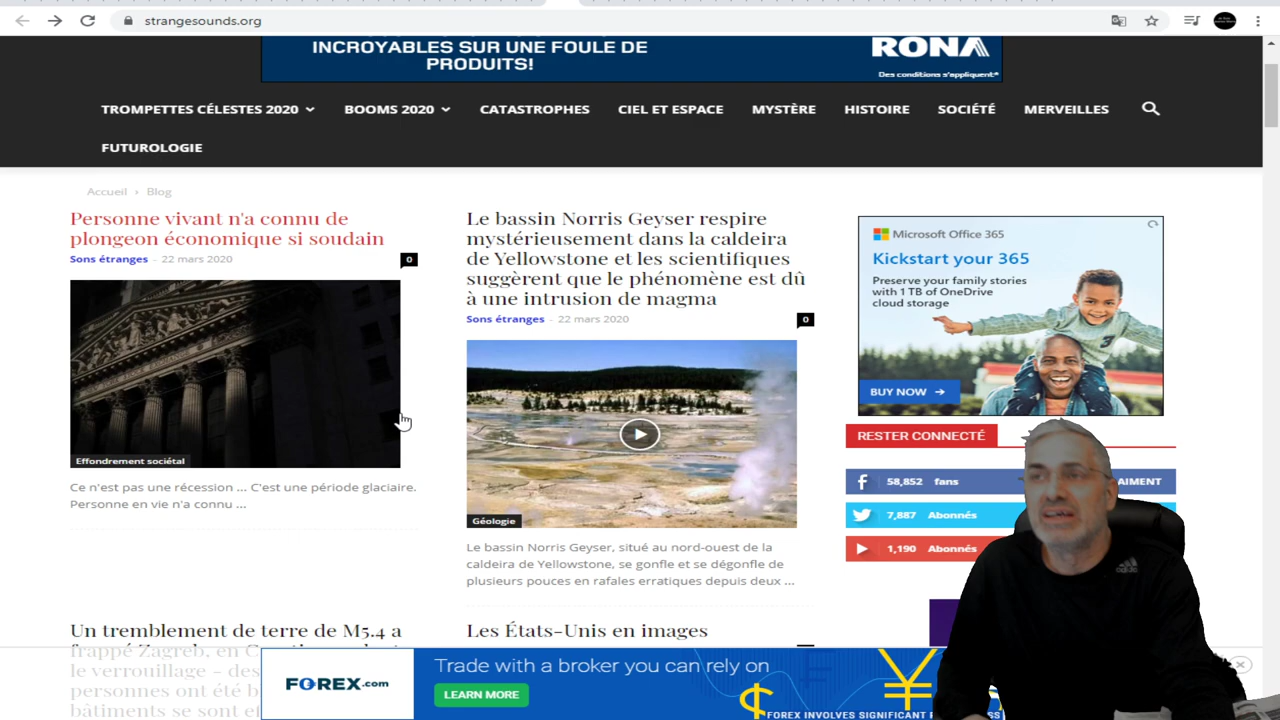 strangesounds.org
INCROYABLES SUR UNE FOULE DE
PRODUITS!
RONA
Des conditions s'appliquent*
TROMPETTES CÉLESTES 2020
BOOMS 2020
CATASTROPHES
CIEL ET ESPACE
MYSTÈRE
HISTOIRE
SOCIÉTÉ
MERVEILLES
FUTUROLOGIE
Accueil › Blog
Personne vivant n'a connu de
plongeon économique si soudain
Sons étranges - 22 mars 2020
0
Effondrement sociétal
Ce n'est pas une récession ... C'est une période glaciaire.
Personne en vie n'a connu ...
Le bassin Norris Geyser respire
mystérieusement dans la caldeira
de Yellowstone et les scientifiques
suggèrent que le phénomène est dû
à une intrusion de magma
Sons étranges - 22 mars 2020
0
Géologie
Le bassin Norris Geyser, situé au nord-ouest de la
caldeira de Yellowstone, se gonfle et se dégonfle de
plusieurs pouces en rafales erratiques depuis deux ...
Microsoft Office 365
Kickstart your 365
Preserve your family stories
with 1 TB of OneDrive
cloud storage
BUY NOW →
RESTER CONNECTÉ
58,852 fans
AIMENT
7,887 Abonnés
1,190 Abonnés
Un tremblement de terre de M5.4 a
frappé Zagreb, en
le verrouillage – des
personnes ont été b
bâtiments se sont ef
Les États-Unis en images
FOREX.com
Trade with a broker you can rely on
LEARN MORE
FOREX INVOLVES SIGNIFICANT